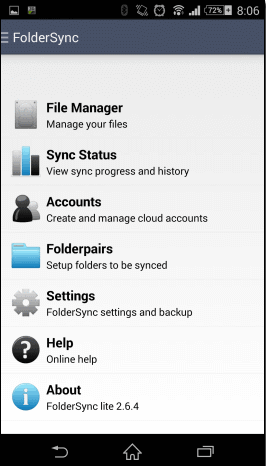 72% 8:06
FolderSync
File Manager
Manage your files
Sync Status
View sync progress and history
Accounts
Create and manage cloud accounts
Folderpairs
Setup folders to be synced
Settings
FolderSync settings and backup
Help
Online help
About
FolderSync lite 2.6.4